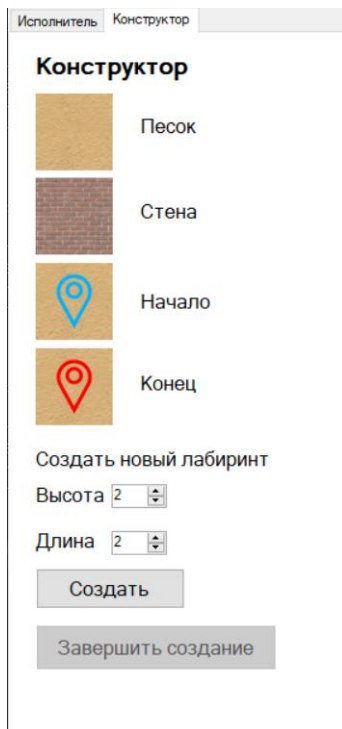 Исполнитель Конструктор
Конструктор
Песок
Стена
Начало
Конец
Создать новый лабиринт
Высота 2
Длина 2
Создать
Завершить создание